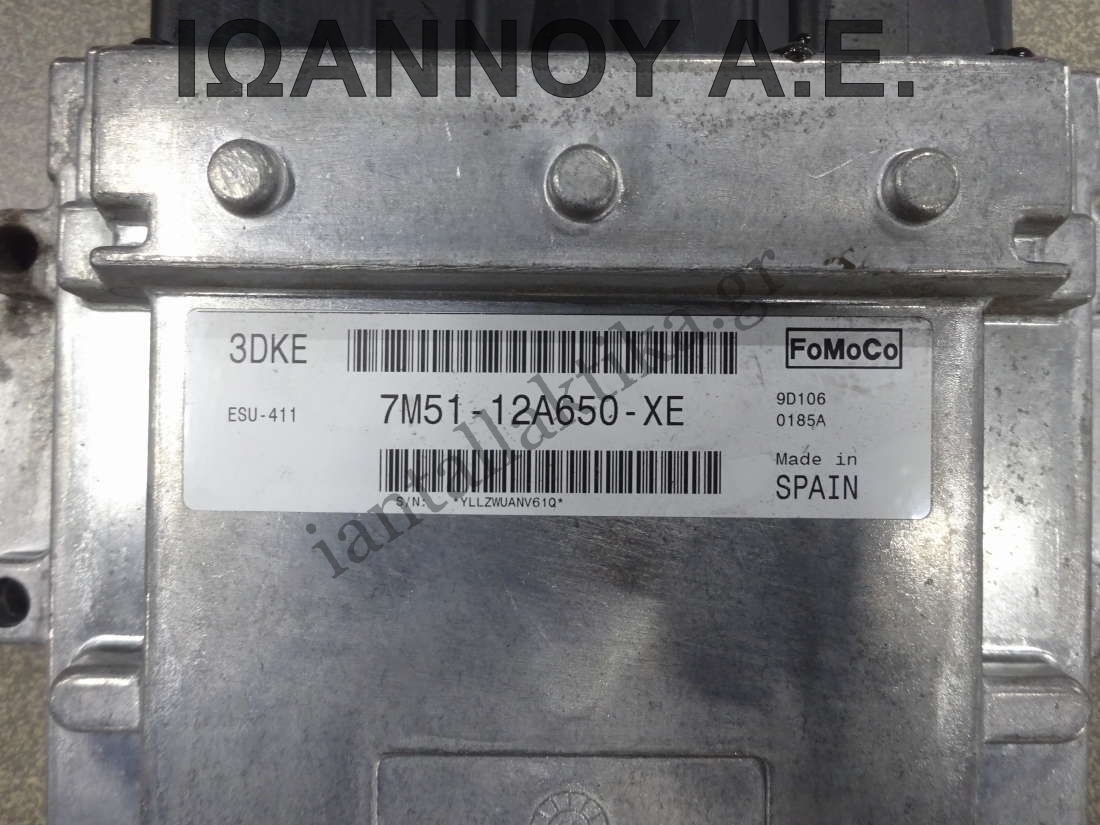 ΙΩΑΝΝΟΥ Α.Ε.
3DKE
FoMoCo
ESU-411
7M51-12A650-XE
9D106
0185A
Made in
SPAIN
S/N: *YLLZWUANV61Q*
iantallaktika.gr